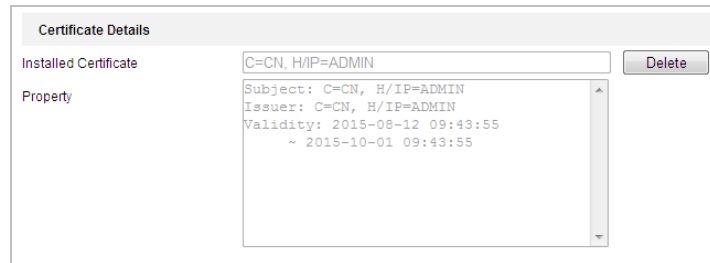 Certificate Details
Installed Certificate C=CN, H/IP=ADMIN Delete
Property Subject: C=CN, H/IP=ADMIN
Issuer: C=CN, H/IP=ADMIN
Validity: 2015-08-12 09:43:55
~ 2015-10-01 09:43:55